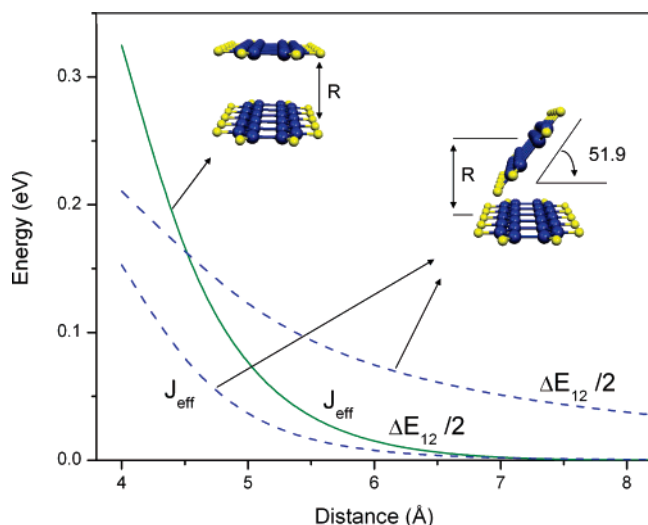 0.3
R
51.9
R
0.2
Energy (eV)
0.1
J_eff
J_eff
ΔE_12 /2
ΔE_12 /2
0.0
4 5 6 7 8
Distance (Å)